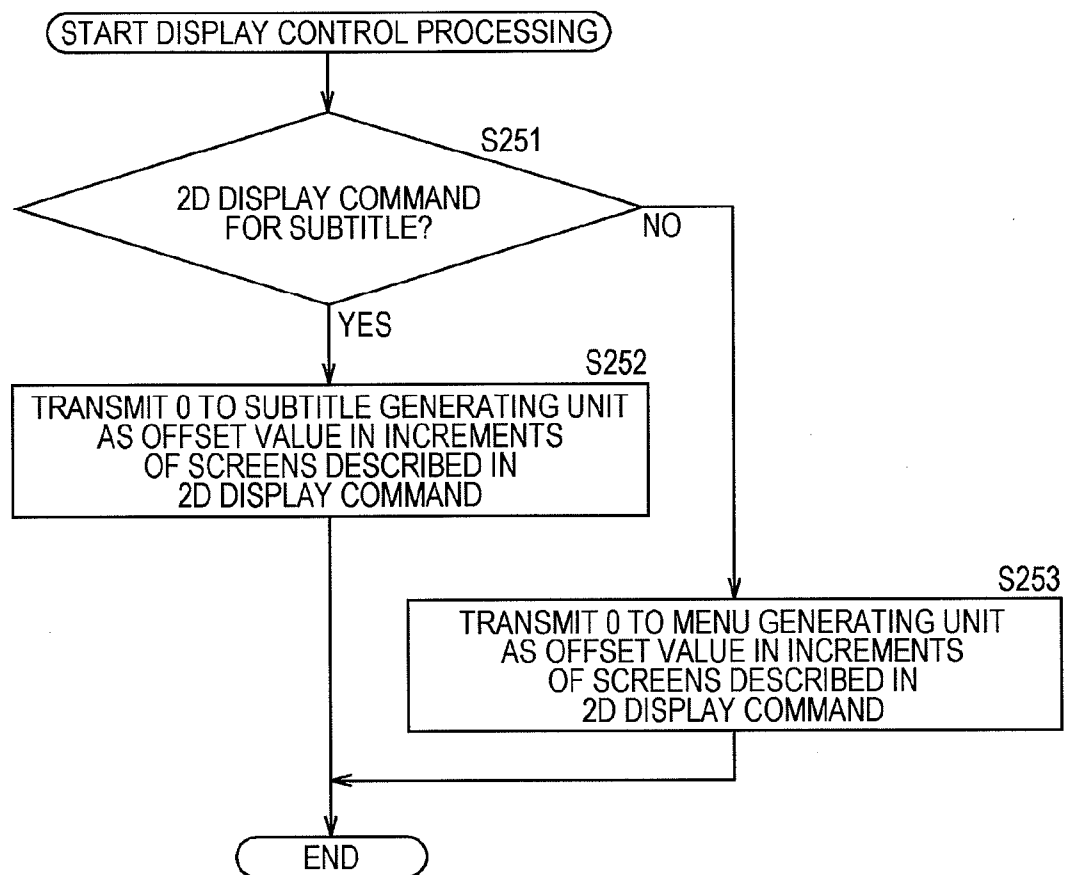 START DISPLAY CONTROL PROCESSING
S251
2D DISPLAY COMMAND
FOR SUBTITLE?
NO
YES
S252
TRANSMIT 0 TO SUBTITLE GENERATING UNIT
AS OFFSET VALUE IN INCREMENTS
OF SCREENS DESCRIBED IN
2D DISPLAY COMMAND
S253
TRANSMIT 0 TO MENU GENERATING UNIT
AS OFFSET VALUE IN INCREMENTS
OF SCREENS DESCRIBED IN
2D DISPLAY COMMAND
END